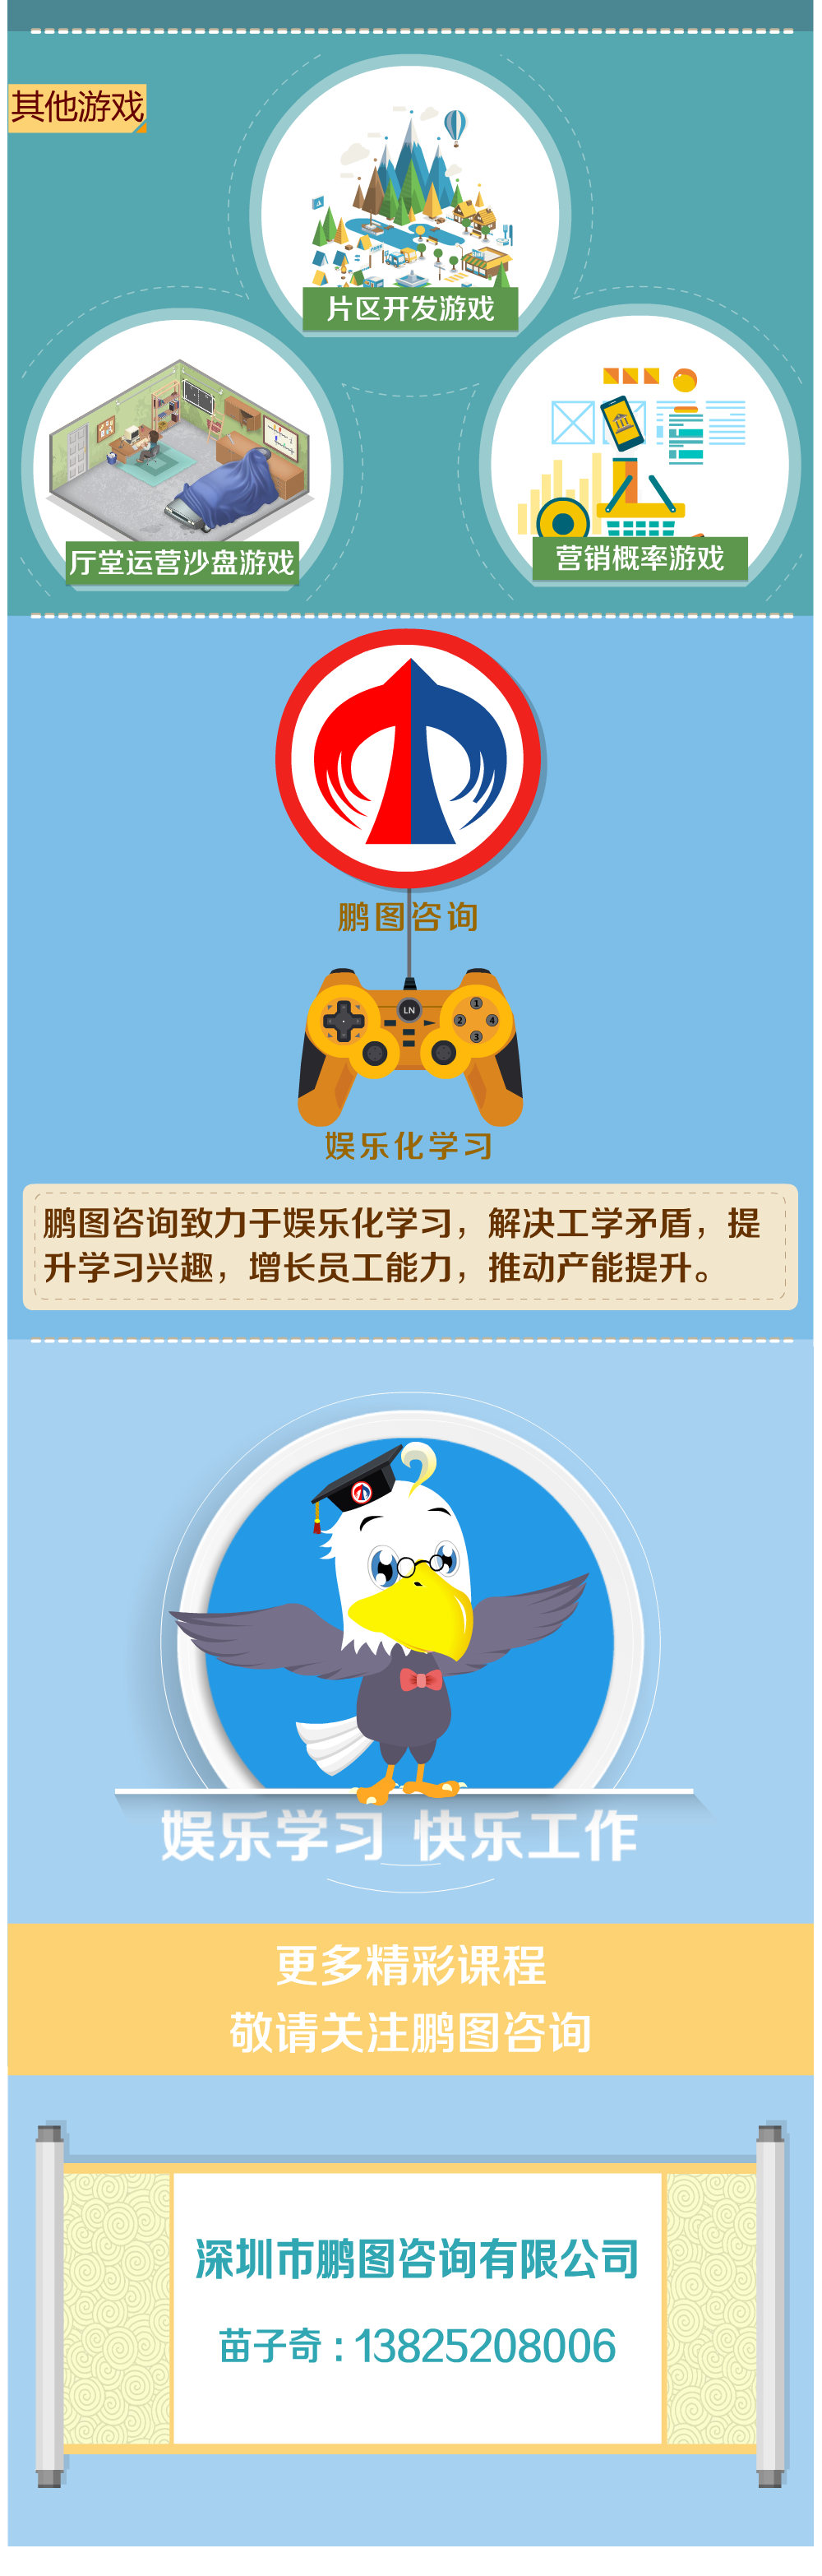 其他游戏
片区开发游戏
厅堂运营沙盘游戏
营销概率游戏
鹏图咨询
LN
1
2 4
3
娱乐化学习
鹏图咨询致力于娱乐化学习，解决工学矛盾，提
升学习兴趣，增长员工能力，推动产能提升。
娱乐学习 快乐工作
更多精彩课程
敬请关注鹏图咨询
深圳市鹏图咨询有限公司
苗子奇：13825208006